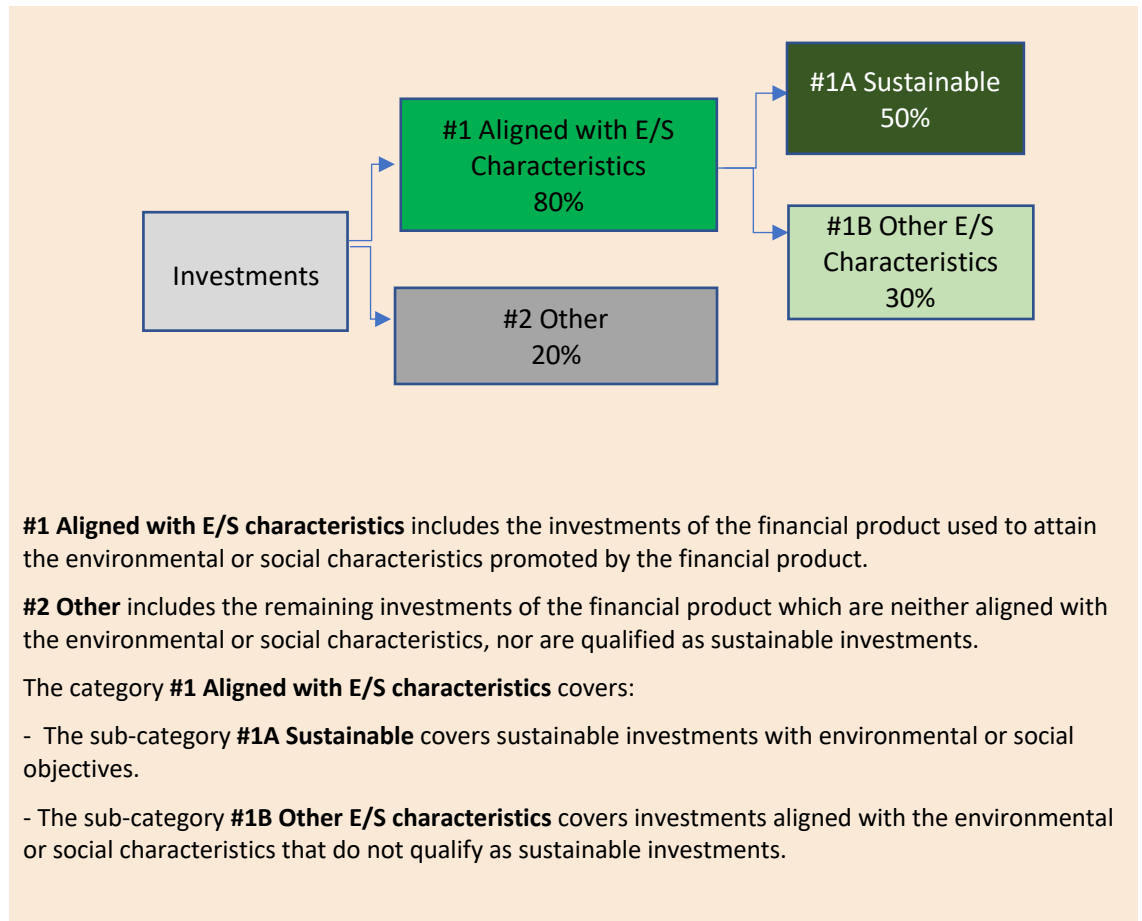 #1A Sustainable
50%
#1 Aligned with E/S
Characteristics
80%
#1B Other E/S
Characteristics
30%
Investments
#2 Other
20%
#1 Aligned with E/S characteristics includes the investments of the financial product used to attain
the environmental or social characteristics promoted by the financial product.
#2 Other includes the remaining investments of the financial product which are neither aligned with
the environmental or social characteristics, nor are qualified as sustainable investments.
The category #1 Aligned with E/S characteristics covers:
- The sub-category #1A Sustainable covers sustainable investments with environmental or social
objectives.
- The sub-category #1B Other E/S characteristics covers investments aligned with the environmental
or social characteristics that do not qualify as sustainable investments.